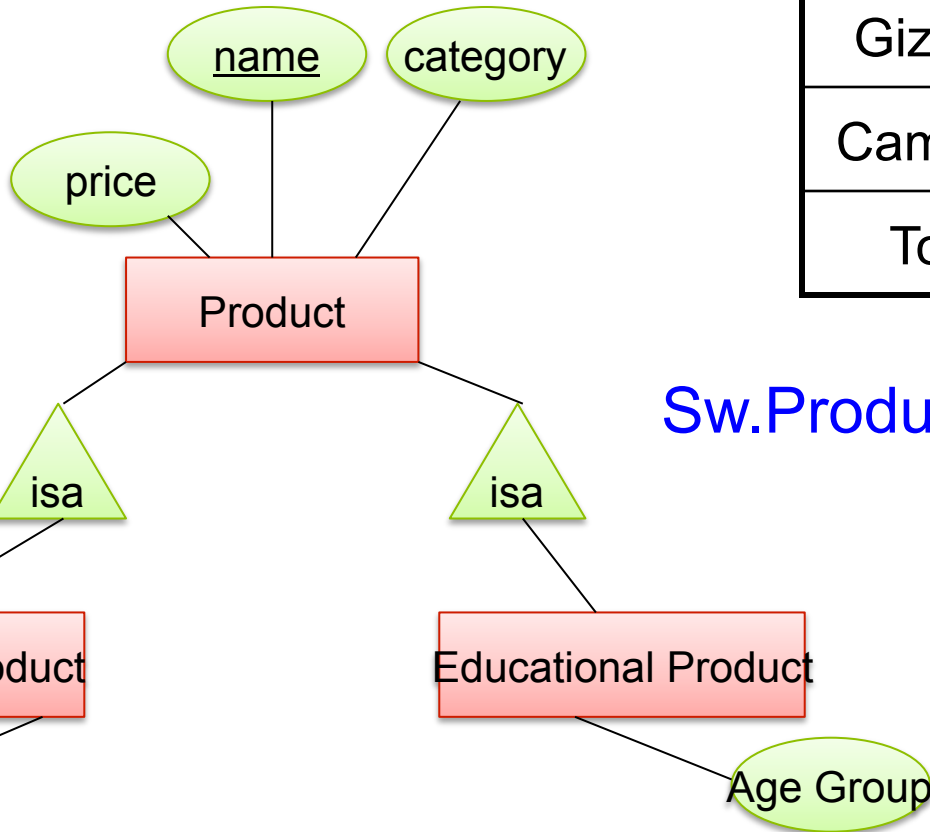 name
category
price
Product
isa
isa
Educational Product
Age Group